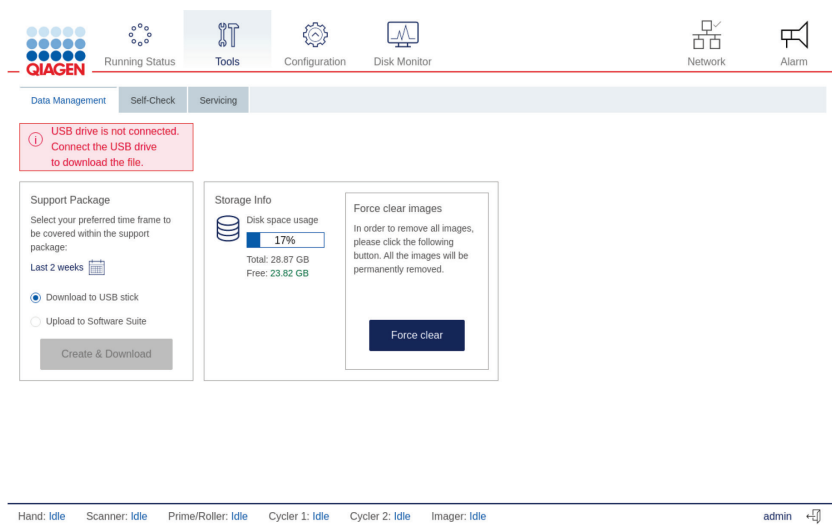 QIAGEN
Running Status
Tools
Configuration
Disk Monitor
Network
Alarm
Data Management
Self-Check
Servicing
USB drive is not connected.
Connect the USB drive
to download the file.
Support Package
Select your preferred time frame to
be covered within the support
package:
Last 2 weeks
Download to USB stick
Upload to Software Suite
Create & Download
Storage Info
Disk space usage
17%
Total: 28.87 GB
Free: 23.82 GB
Force clear images
In order to remove all images,
please click the following
button. All the images will be
permanently removed.
Force clear
Hand: Idle Scanner: Idle Prime/Roller: Idle Cycler 1: Idle Cycler 2: Idle Imager: Idle admin